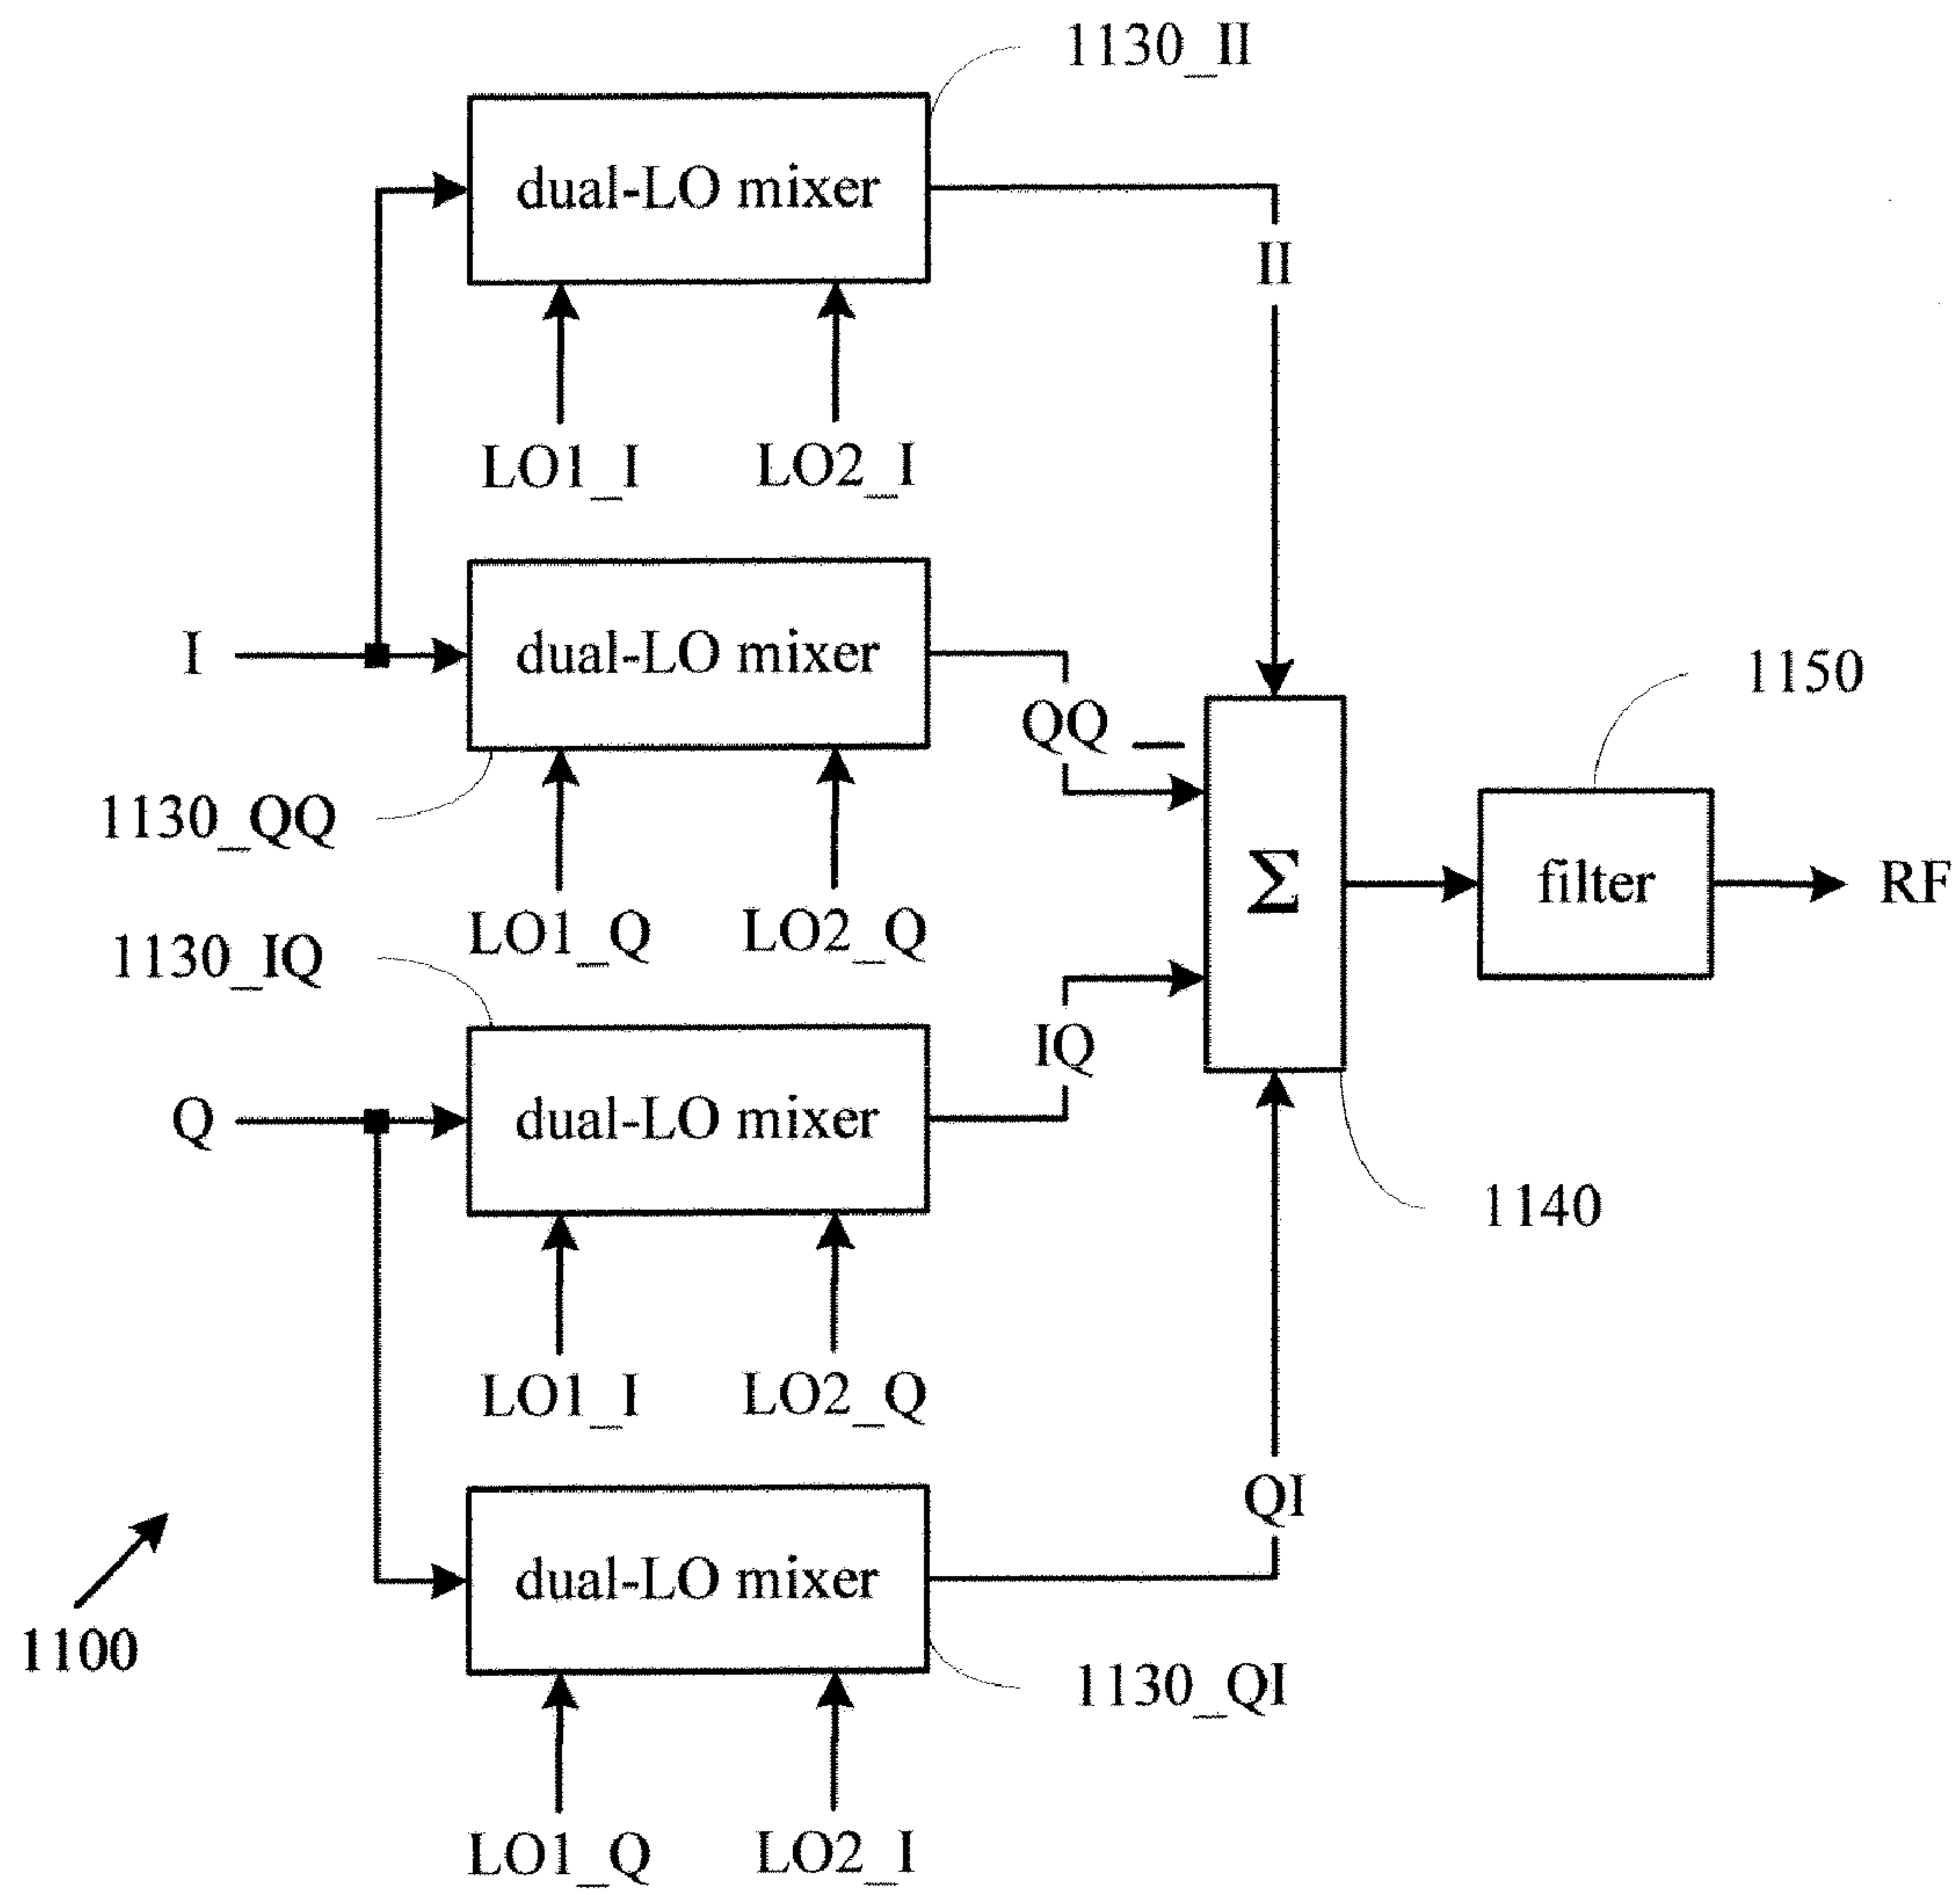 1130_II
dual-LO mixer
II
LO1_I
LO2_I
I
dual-LO mixer
1150
QQ
–
1130_QQ
Σ
filter
RF
LO1_Q
LO2_Q
1130_IQ
IQ
Q
dual-LO mixer
1140
LO1_I
LO2_Q
QI
dual-LO mixer
1100
1130_QI
LO1_Q
LO2_I